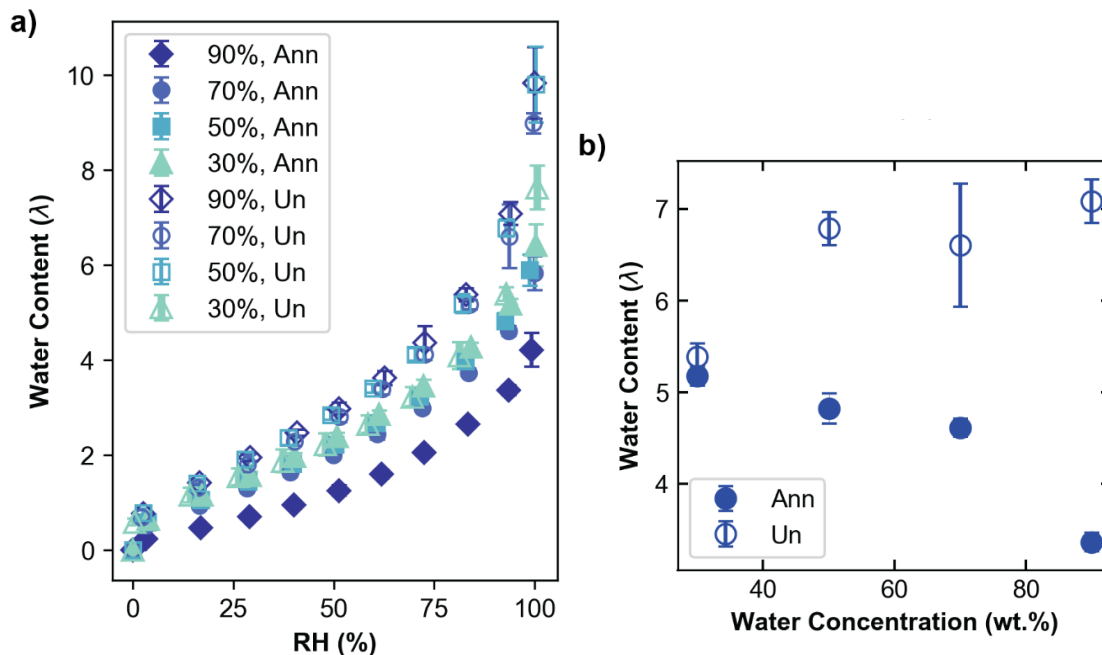 a)
Water Content (λ)
10
8
6
4
2
0
90%, Ann
70%, Ann
50%, Ann
30%, Ann
90%, Un
70%, Un
50%, Un
30%, Un
0 25 50 75 100
RH (%)
b)
Water Content (λ)
7
6
5
4
Ann
Un
40 60 80
Water Concentration (wt.%)